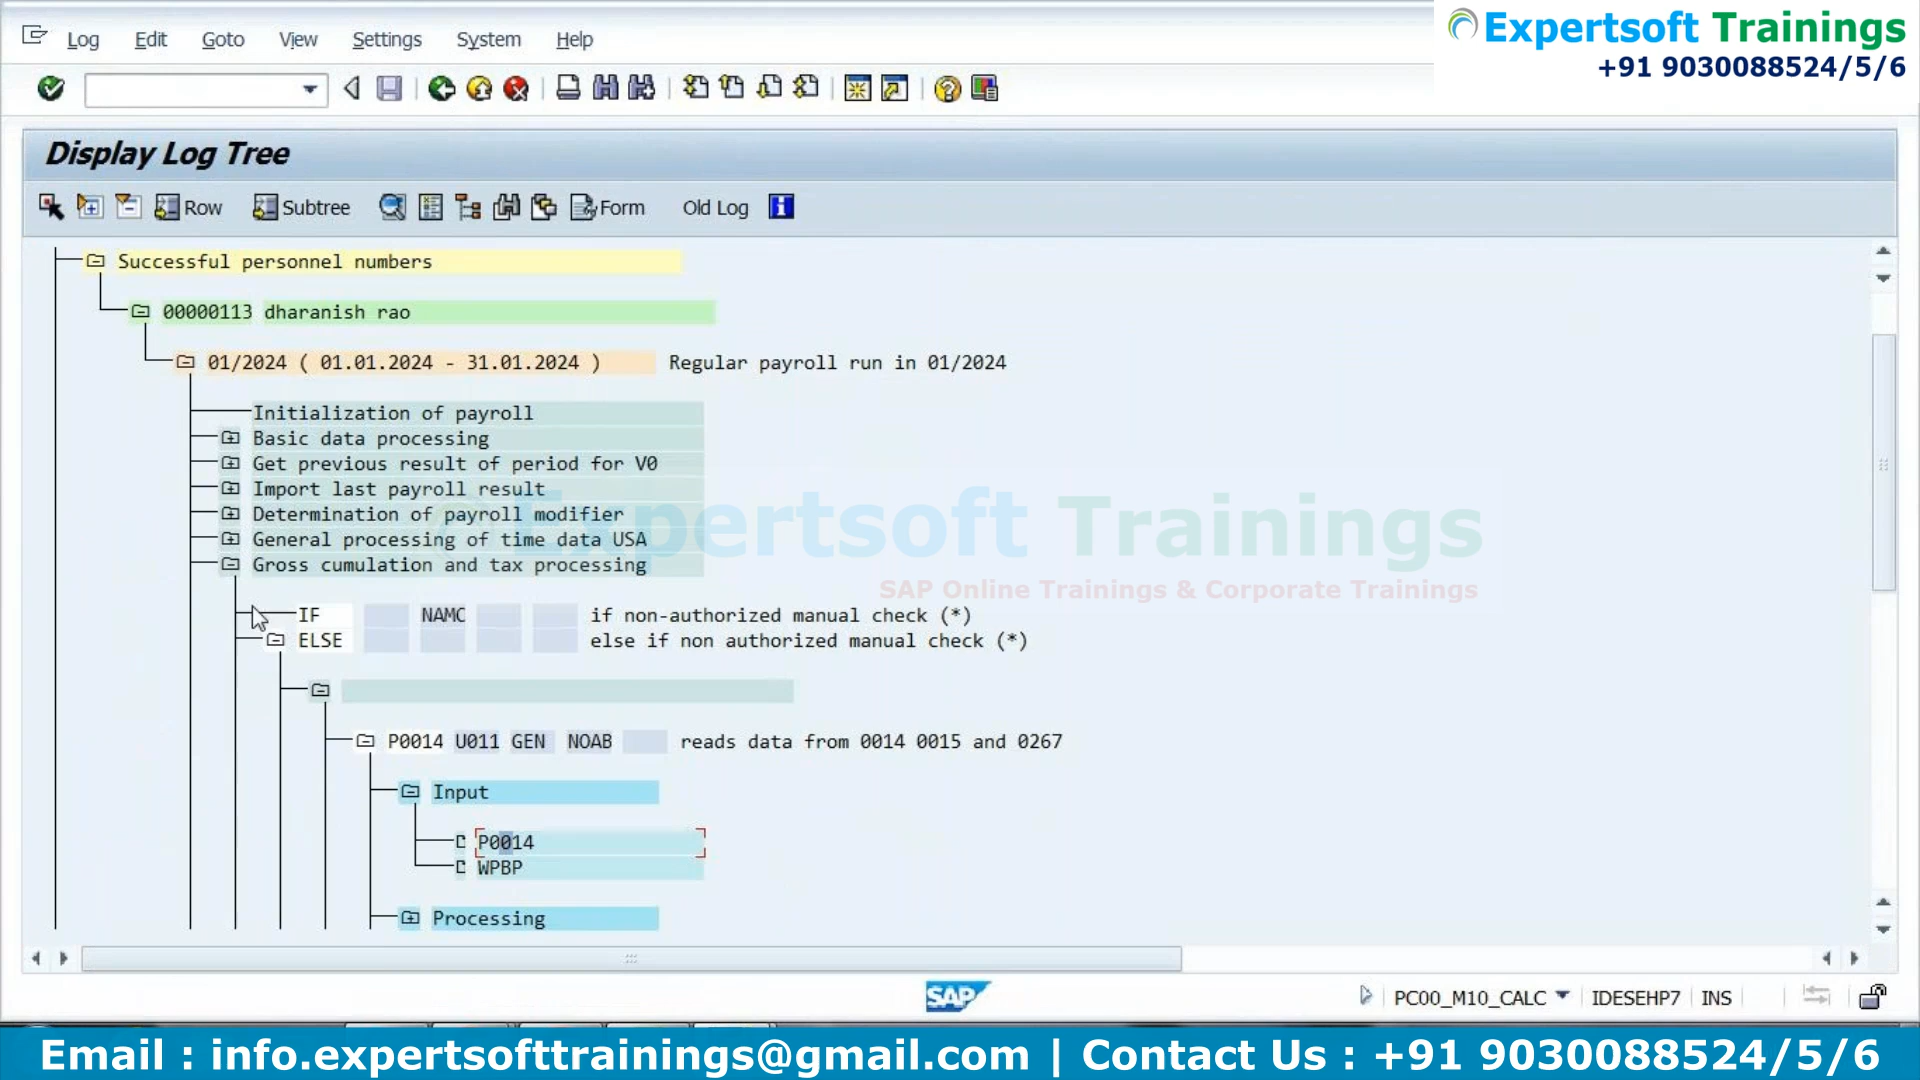 Expertsoft Trainings
+91 9030088524/5/6
Log Edit Goto View Settings System Help
Display Log Tree
Row Subtree Form Old Log
Successful personnel numbers
00000113 dharanish rao
01/2024 ( 01.01.2024 - 31.01.2024 ) Regular payroll run in 01/2024
Initialization of payroll
Basic data processing
Get previous result of period for V0
Import last payroll result
Determination of payroll modifier
General processing of time data USA
Gross cumulation and tax processing
Expertsoft Trainings
SAP Online Trainings & Corporate Trainings
IF NAMC if non-authorized manual check (*)
ELSE else if non authorized manual check (*)
P0014 U011 GEN NOAB reads data from 0014 0015 and 0267
Input
P0014
WPBP
Processing
SAP
PC00_M10_CALC IDESEHP7 INS
Email : info.expertsofttrainings@gmail.com | Contact Us : +91 9030088524/5/6